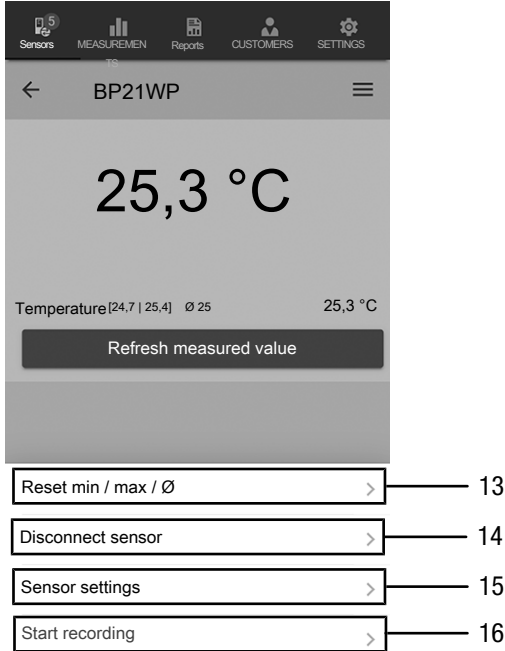 5
Sensors MEASUREMEN Reports CUSTOMERS SETTINGS
TS
BP21WP
25,3 °C
Temperature [24,7 | 25,4] Ø 25 25,3 °C
Refresh measured value
Reset min / max / Ø 13
Disconnect sensor 14
Sensor settings 15
Start recording 16